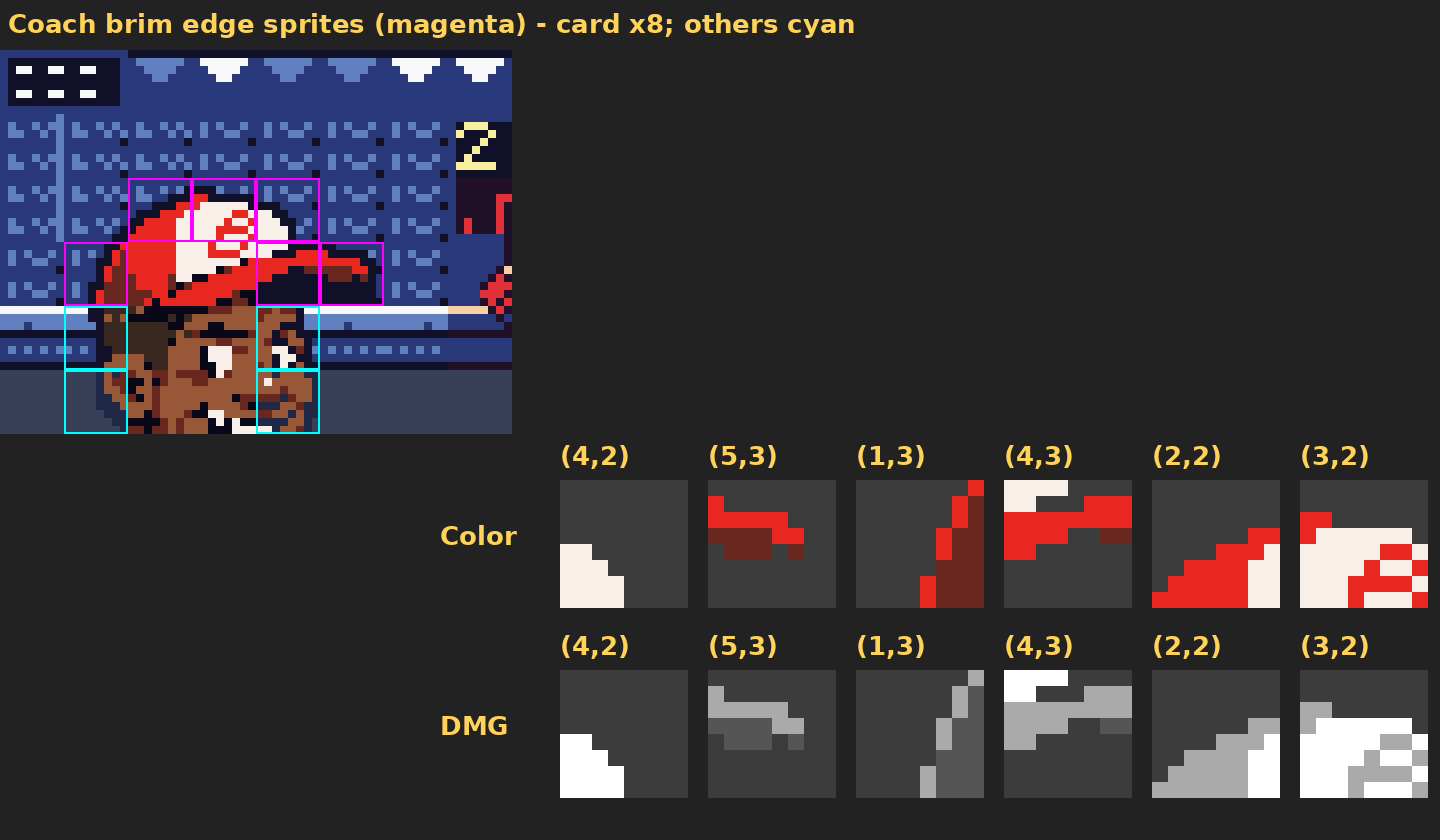 Coach brim edge sprites (magenta) - card x8; others cyan
2
(4,2) (5,3) (1,3) (4,3) (2,2) (3,2)
Color
(4,2) (5,3) (1,3) (4,3) (2,2) (3,2)
DMG